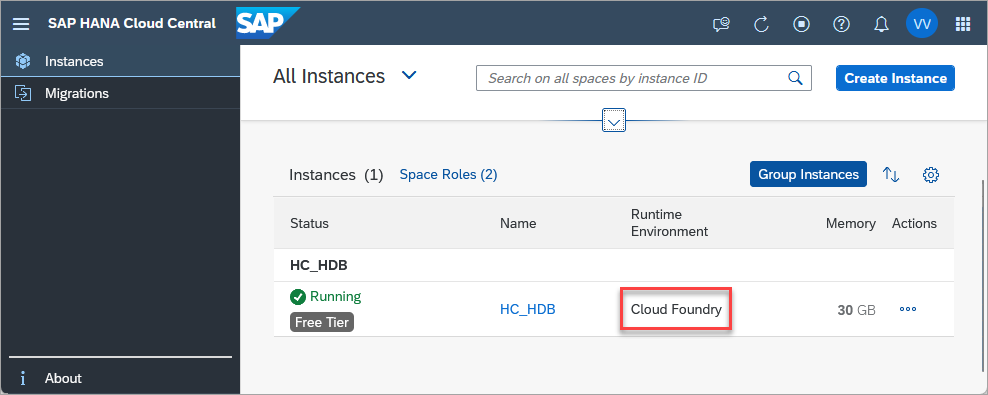 SAP HANA Cloud Central
SAP
VV
Instances
Migrations
All Instances
Search on all spaces by instance ID
Create Instance
Instances (1)
Space Roles (2)
Group Instances
Status
Name
Runtime
Environment
Memory
Actions
HC_HDB
Running
Free Tier
HC_HDB
Cloud Foundry
30 GB
About